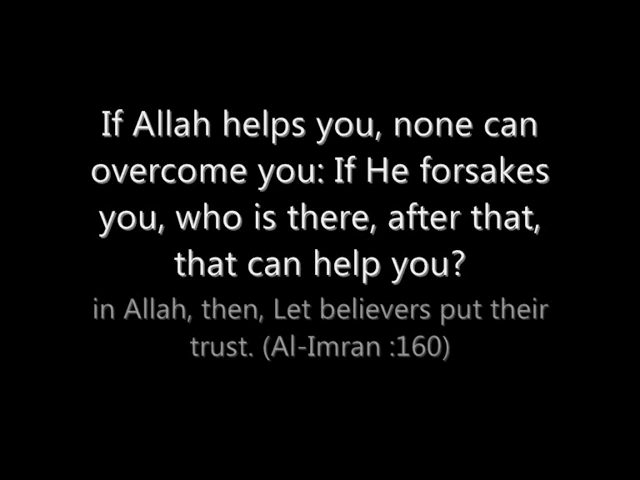 If Allah helps you, none can
overcome you: If He forsakes
you, who is there, after that,
that can help you?
in Allah, then, Let believers put their
trust. (Al-Imran :160)